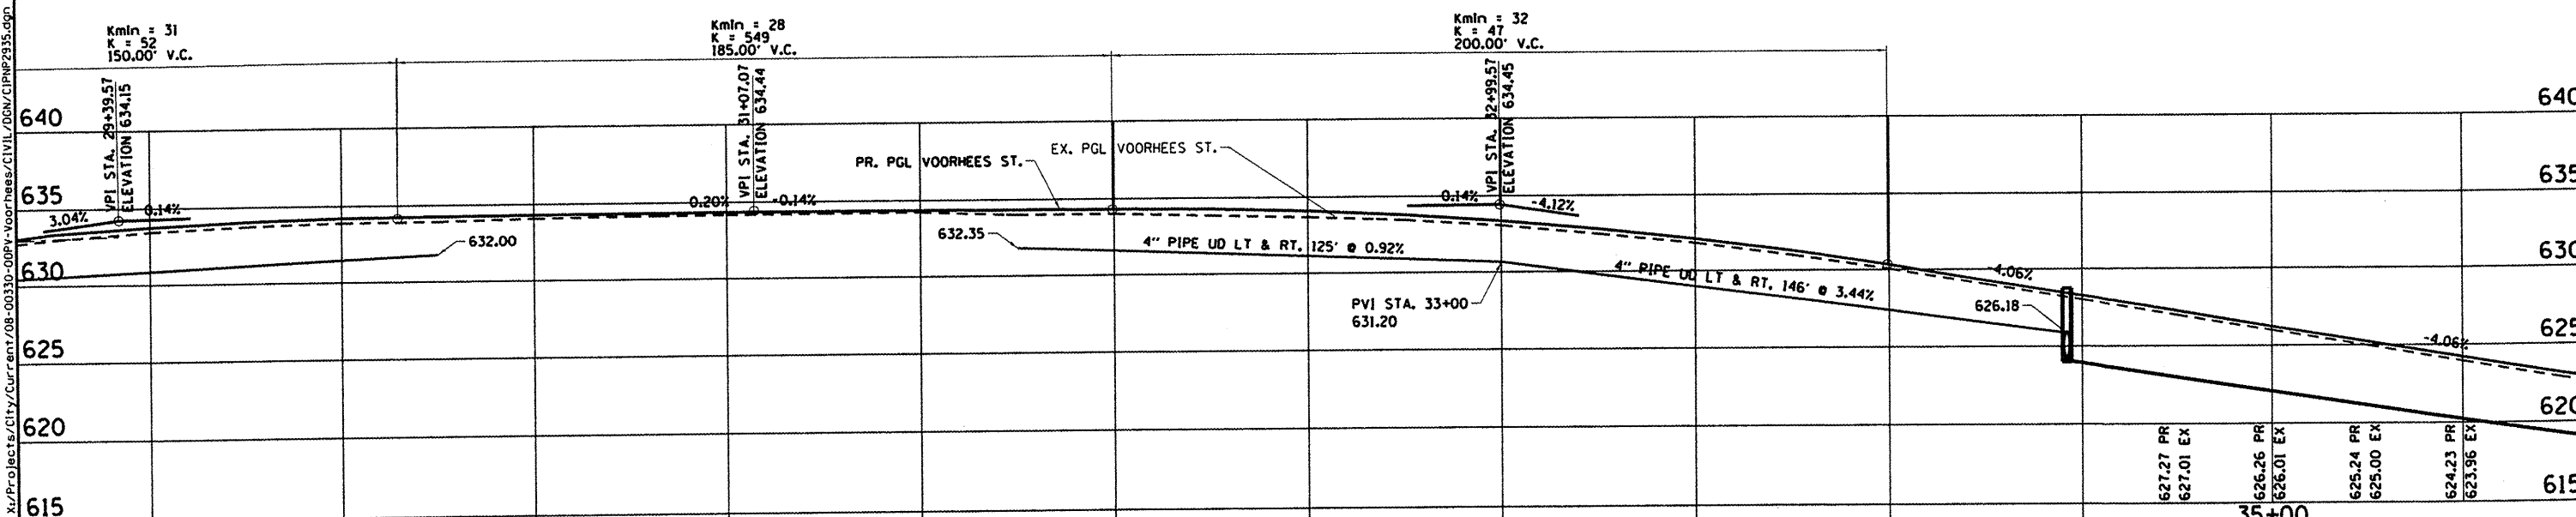 X:/Projects/City/Current/08-00330-00PV-Voorhees/CIVIL/DGN/C1PNP2935.dgn
Kmin = 31
K = 52
150.00' V.C.
Kmin = 28
K = 549
185.00' V.C.
Kmin = 32
K = 47
200.00' V.C.
VPI STA. 29+39.57
ELEVATION 634.15
VPI STA. 31+07.07
ELEVATION 634.44
VPI STA. 32+99.57
ELEVATION 634.45
640
640
PR. PGL VOORHEES ST.
EX. PGL VOORHEES ST.
635
635
3.04%
0.14%
0.20%
-0.14%
0.14%
-4.12%
632.00
632.35
4" PIPE UD LT & RT. 125' @ 0.92%
630
630
4" PIPE UD LT & RT. 146' @ 3.44%
-4.06%
PVI STA. 33+00
631.20
626.18
625
625
-4.06%
620
620
627.27 PR
627.01 EX
626.26 PR
626.01 EX
625.24 PR
625.00 EX
624.23 PR
623.96 EX
615
615
35+00